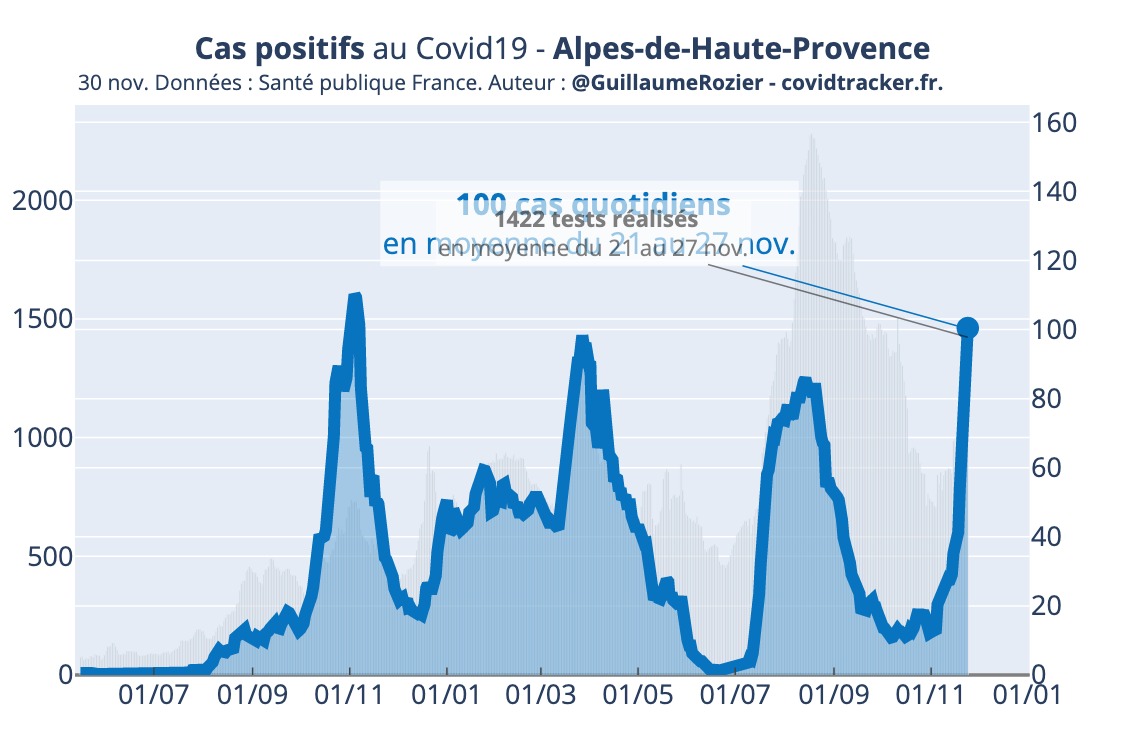 Cas positifs au Covid19 - Alpes-de-Haute-Provence
30 nov. Données : Santé publique France. Auteur : @GuillaumeRozier - covidtracker.fr.
160
2000
140
100 cas quotidiens
1422 tests réalisés
en moyenne du 21 au 27 nov.
en moyenne du 21 au 27 nov.
120
1500
100
80
1000
60
500
40
20
0
0
01/07 01/09 01/11 01/01 01/03 01/05 01/07 01/09 01/11 01/01